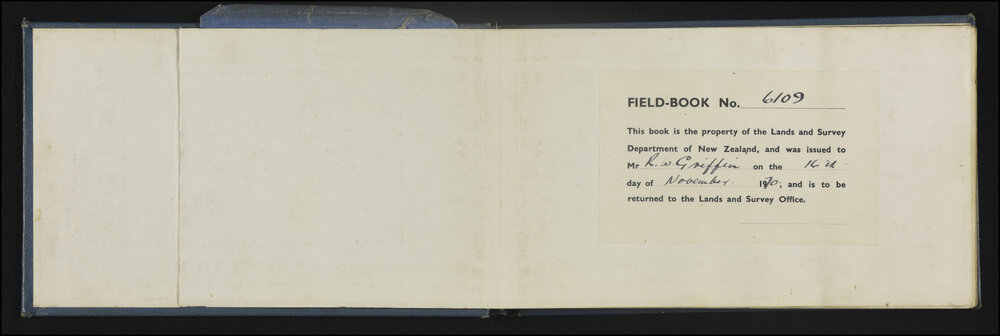 FIELD-BOOK No. 6109
This book is the property of the Lands and Survey
Department of New Zealand, and was issued to
Mr R. W Griffin on the 16th
day of November 1970, and is to be
returned to the Lands and Survey Office.